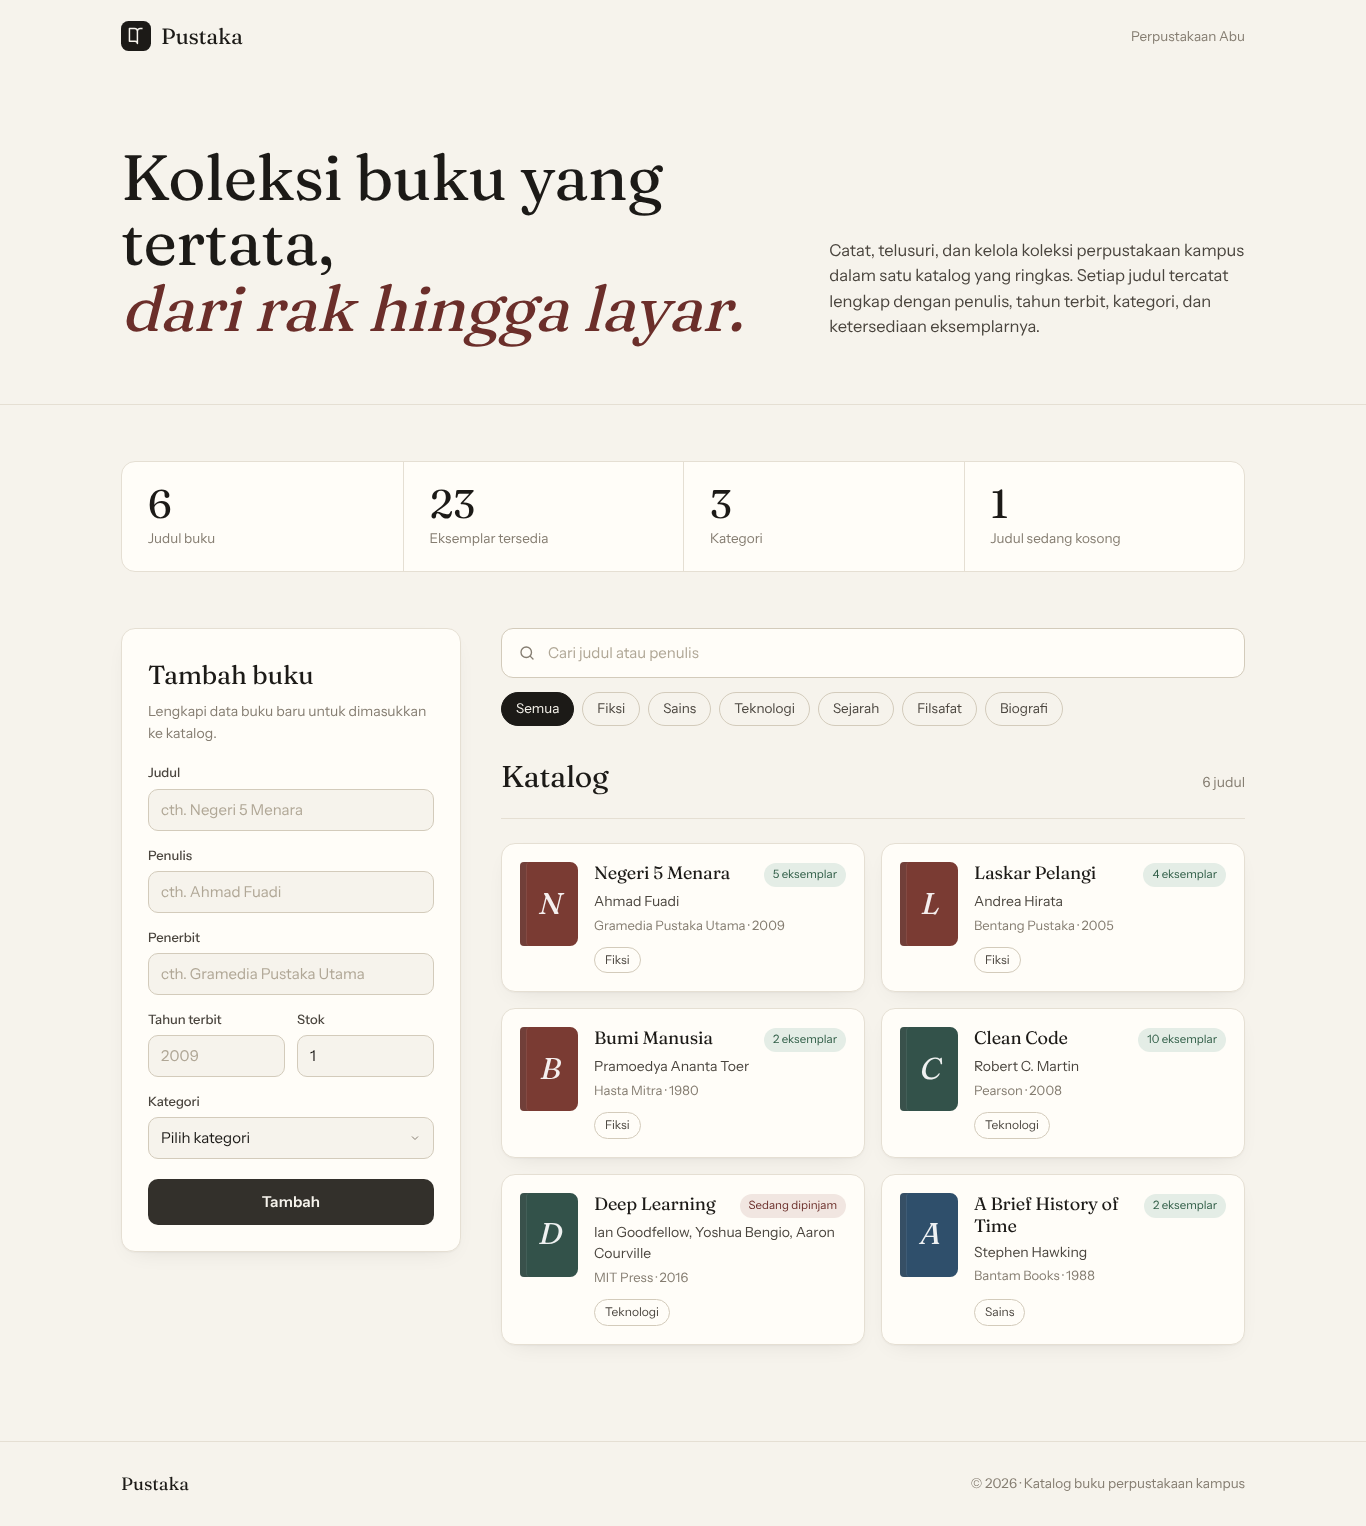 Pustaka
Perpustakaan Abu
Koleksi buku yang
tertata,
dari rak hingga layar.
Catat, telusuri, dan kelola koleksi perpustakaan kampus
dalam satu katalog yang ringkas. Setiap judul tercatat
lengkap dengan penulis, tahun terbit, kategori, dan
ketersediaan eksemplarnya.
6
Judul buku
23
Eksemplar tersedia
3
Kategori
1
Judul sedang kosong
Tambah buku
Lengkapi data buku baru untuk dimasukkan
ke katalog.
Judul
cth. Negeri 5 Menara
Penulis
cth. Ahmad Fuadi
Penerbit
cth. Gramedia Pustaka Utama
Tahun terbit
2009
Stok
1
Kategori
Pilih kategori
Tambah
Cari judul atau penulis
Semua
Fiksi
Sains
Teknologi
Sejarah
Filsafat
Biografi
Katalog
6 judul
N
Negeri 5 Menara
5 eksemplar
Ahmad Fuadi
Gramedia Pustaka Utama · 2009
Fiksi
L
Laskar Pelangi
4 eksemplar
Andrea Hirata
Bentang Pustaka · 2005
Fiksi
B
Bumi Manusia
2 eksemplar
Pramoedya Ananta Toer
Hasta Mitra · 1980
Fiksi
C
Clean Code
10 eksemplar
Robert C. Martin
Pearson · 2008
Teknologi
D
Deep Learning
Sedang dipinjam
Ian Goodfellow, Yoshua Bengio, Aaron
Courville
MIT Press · 2016
Teknologi
A
A Brief History of
Time
2 eksemplar
Stephen Hawking
Bantam Books · 1988
Sains
Pustaka
© 2026 · Katalog buku perpustakaan kampus